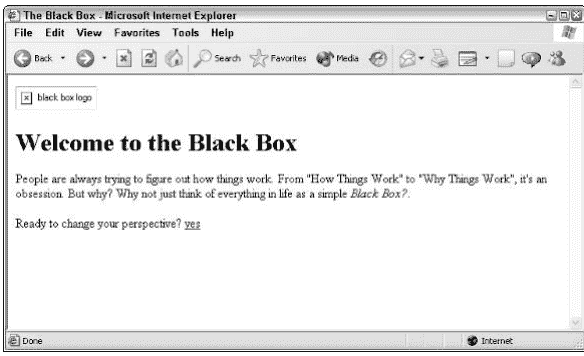 The Black Box - Microsoft Internet Explorer
File Edit View Favorites Tools Help
Back Search Favorites Media
black box logo
Welcome to the Black Box
People are always trying to figure out how things work. From "How Things Work" to "Why Things Work", it's an
obsession. But why? Why not just think of everything in life as a simple Black Box?.
Ready to change your perspective? yes
Done Internet